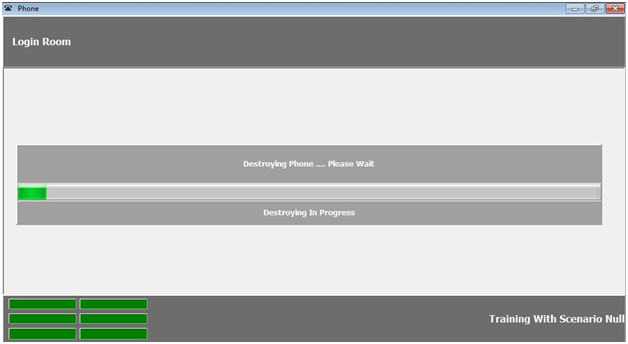 Phone
Login Room
Destroying Phone .... Please Wait
Destroying In Progress
Training With Scenario Null